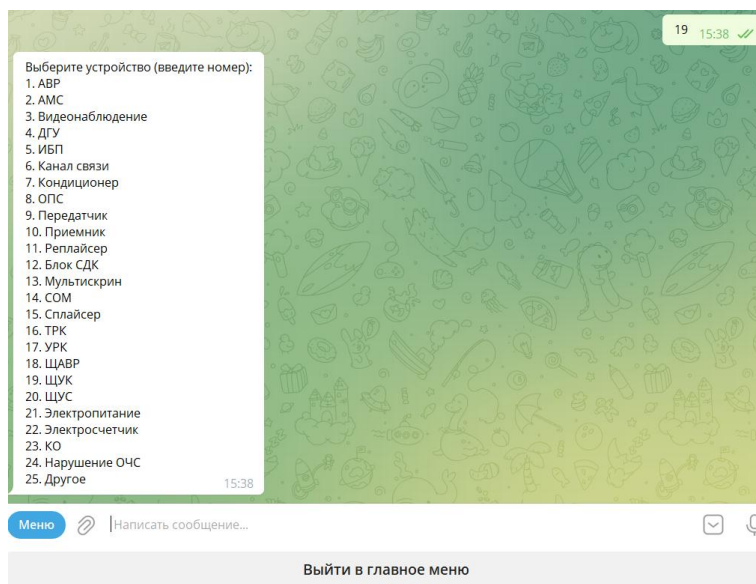 19 15:38
Выберите устройство (введите номер):
1. АВР
2. АМС
3. Видеонаблюдение
4. ДГУ
5. ИБП
6. Канал связи
7. Кондиционер
8. ОПС
9. Передатчик
10. Приемник
11. Реплайсер
12. Блок СДК
13. Мультискрин
14. СОМ
15. Сплайсер
16. ТРК
17. УРК
18. ЩАВР
19. ЩУК
20. ЩУС
21. Электропитание
22. Электросчетчик
23. КО
24. Нарушение ОЧС
25. Другое
15:38
Меню
Написать сообщение...
Выйти в главное меню